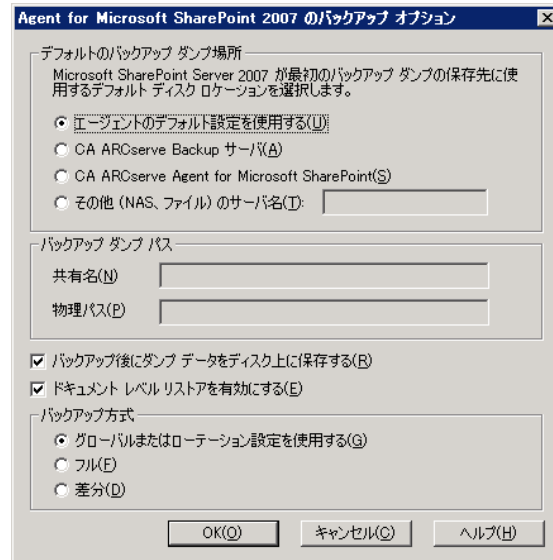 Agent for Microsoft SharePoint 2007 のバックアップ オプション
デフォルトのバックアップ ダンプ場所
Microsoft SharePoint Server 2007 が最初のバックアップ ダンプの保存先に使
用するデフォルト ディスク ロケーションを選択します。
エージェントのデフォルト設定を使用する(U)
CA ARCserve Backup サーバ(A)
CA ARCserve Agent for Microsoft SharePoint(S)
その他 (NAS、ファイル) のサーバ名(T):
バックアップ ダンプ パス
共有名(N)
物理パス(P)
バックアップ後にダンプ データをディスク上に保存する(R)
ドキュメント レベル リストアを有効にする(E)
バックアップ方式
グローバルまたはローテーション設定を使用する(G)
フル(F)
差分(D)
OK(O) キャンセル(C) ヘルプ(H)